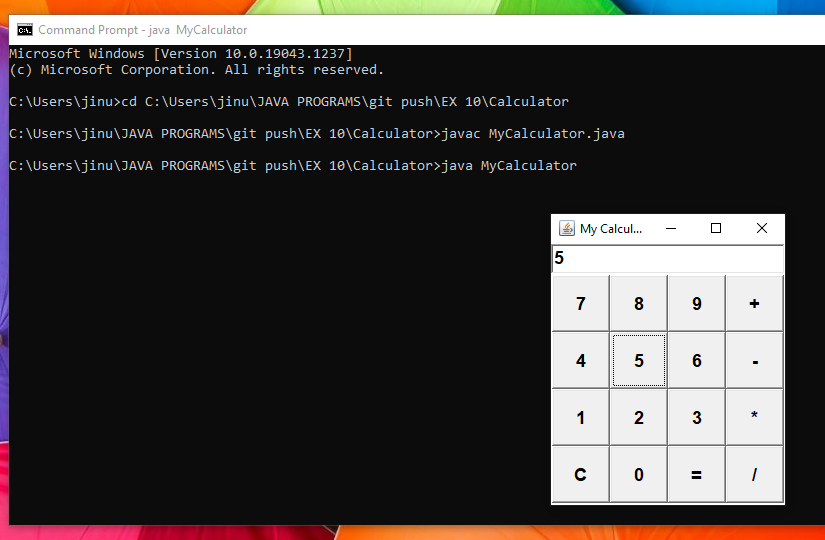 Command Prompt - java  MyCalculator
Microsoft Windows [Version 10.0.19043.1237]
(c) Microsoft Corporation. All rights reserved.
C:\Users\jinu>cd C:\Users\jinu\JAVA PROGRAMS\git push\EX 10\Calculator
C:\Users\jinu\JAVA PROGRAMS\git push\EX 10\Calculator>javac MyCalculator.java
C:\Users\jinu\JAVA PROGRAMS\git push\EX 10\Calculator>java MyCalculator
My Calcul...
5
7 8 9 +
4 5 6 -
1 2 3 *
C 0 = /